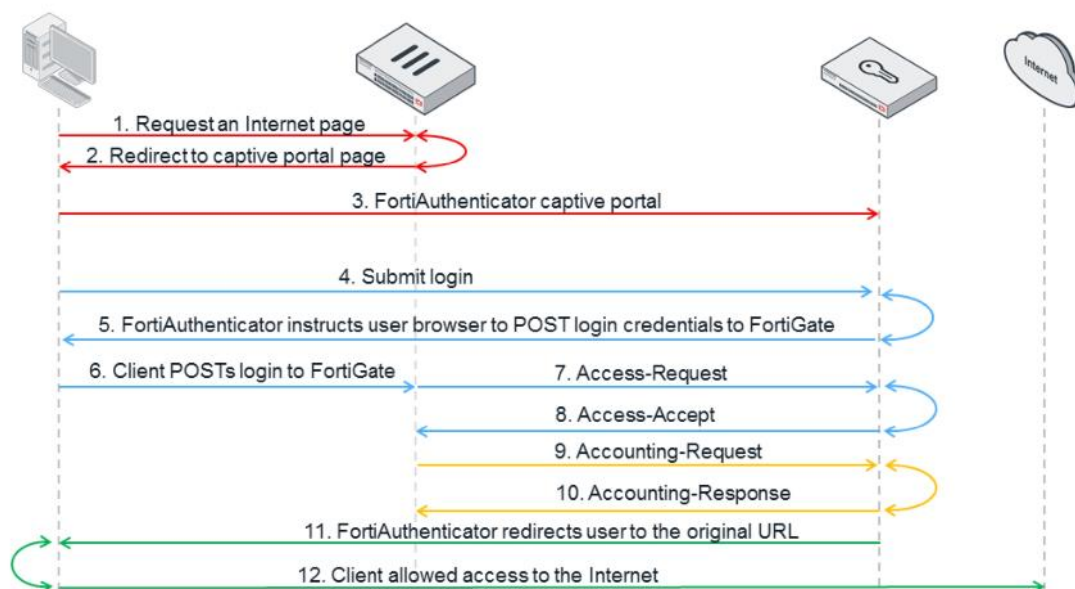 Internet
1. Request an Internet page
2. Redirect to captive portal page
3. FortiAuthenticator captive portal
4. Submit login
5. FortiAuthenticator instructs user browser to POST login credentials to FortiGate
6. Client POSTs login to FortiGate
7. Access-Request
8. Access-Accept
9. Accounting-Request
10. Accounting-Response
11. FortiAuthenticator redirects user to the original URL
12. Client allowed access to the Internet